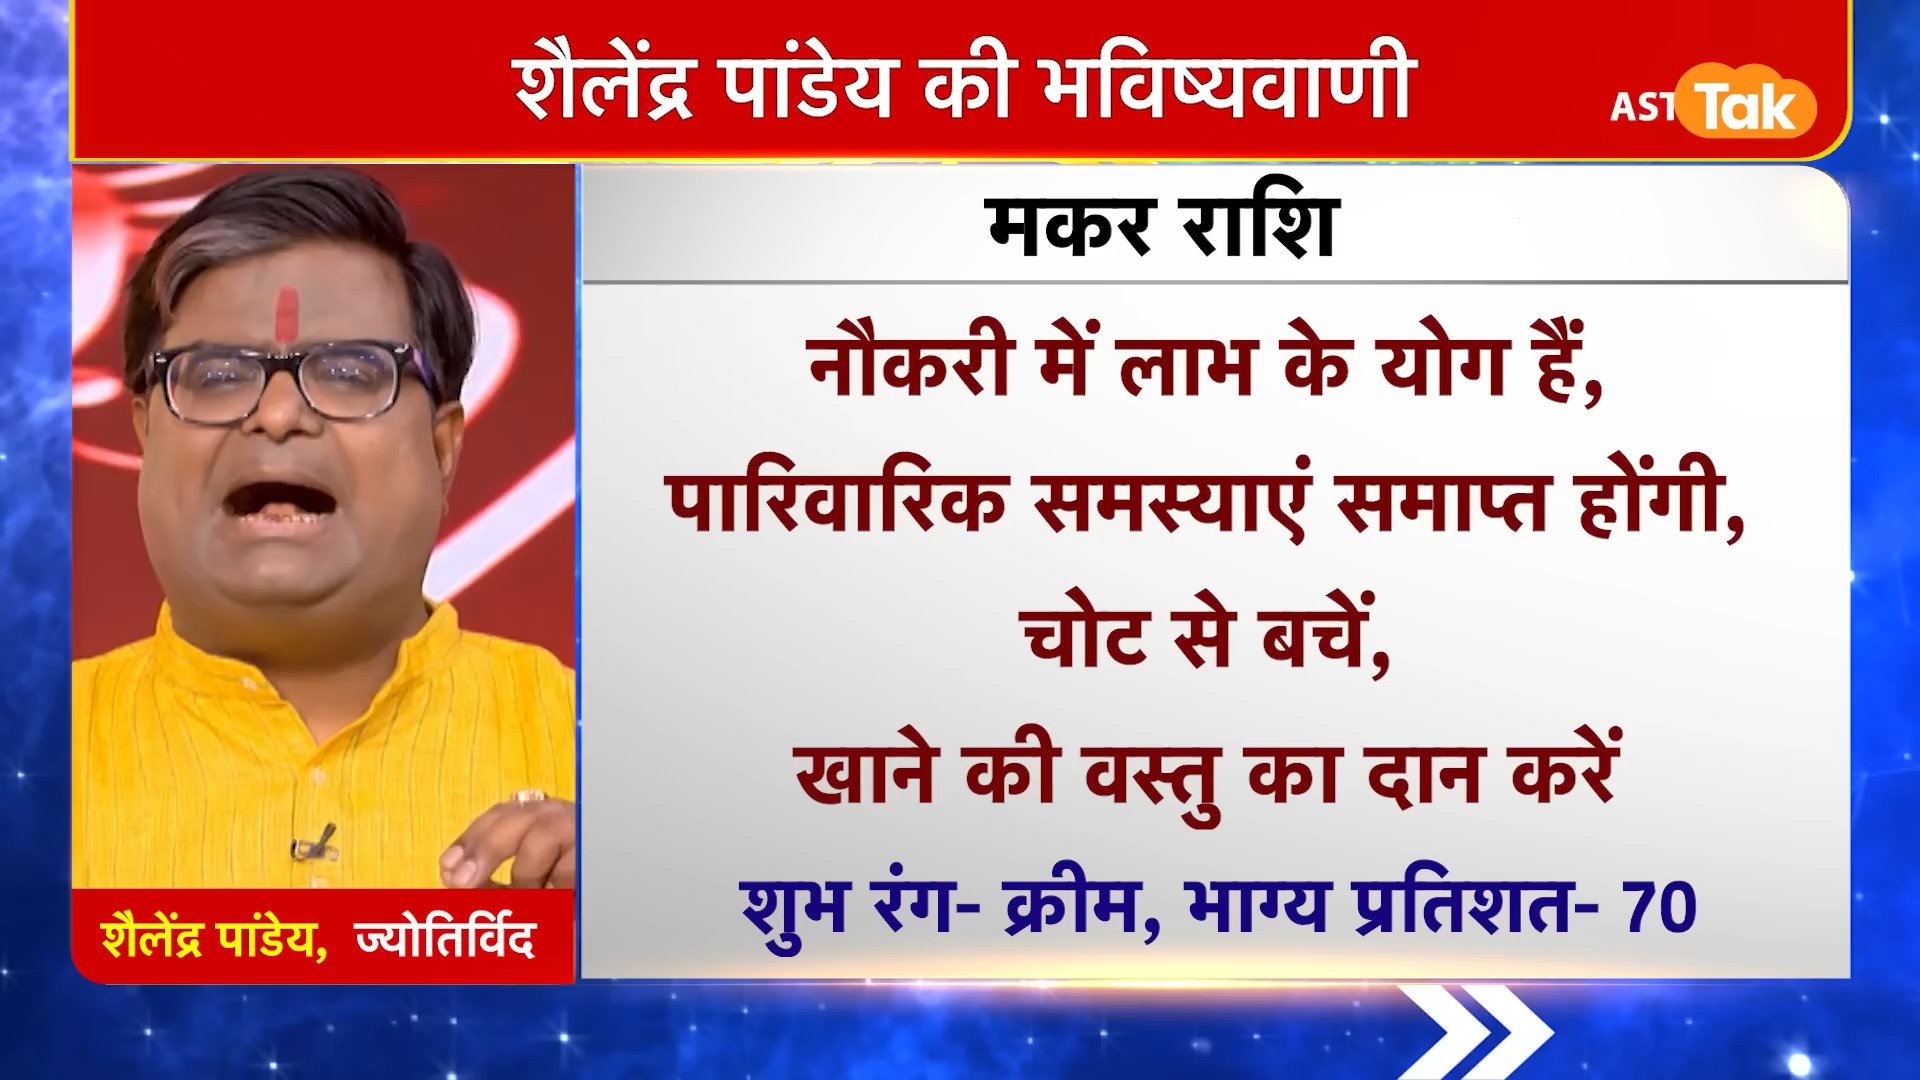 शैलेंद्र पांडेय की भविष्यवाणी
AST Tak
मकर राशि
नौकरी में लाभ के योग हैं,
पारिवारिक समस्याएं समाप्त होंगी,
चोट से बचें,
खाने की वस्तु का दान करें
शुभ रंग- क्रीम, भाग्य प्रतिशत- 70
शैलेंद्र पांडेय, ज्योतिर्विद